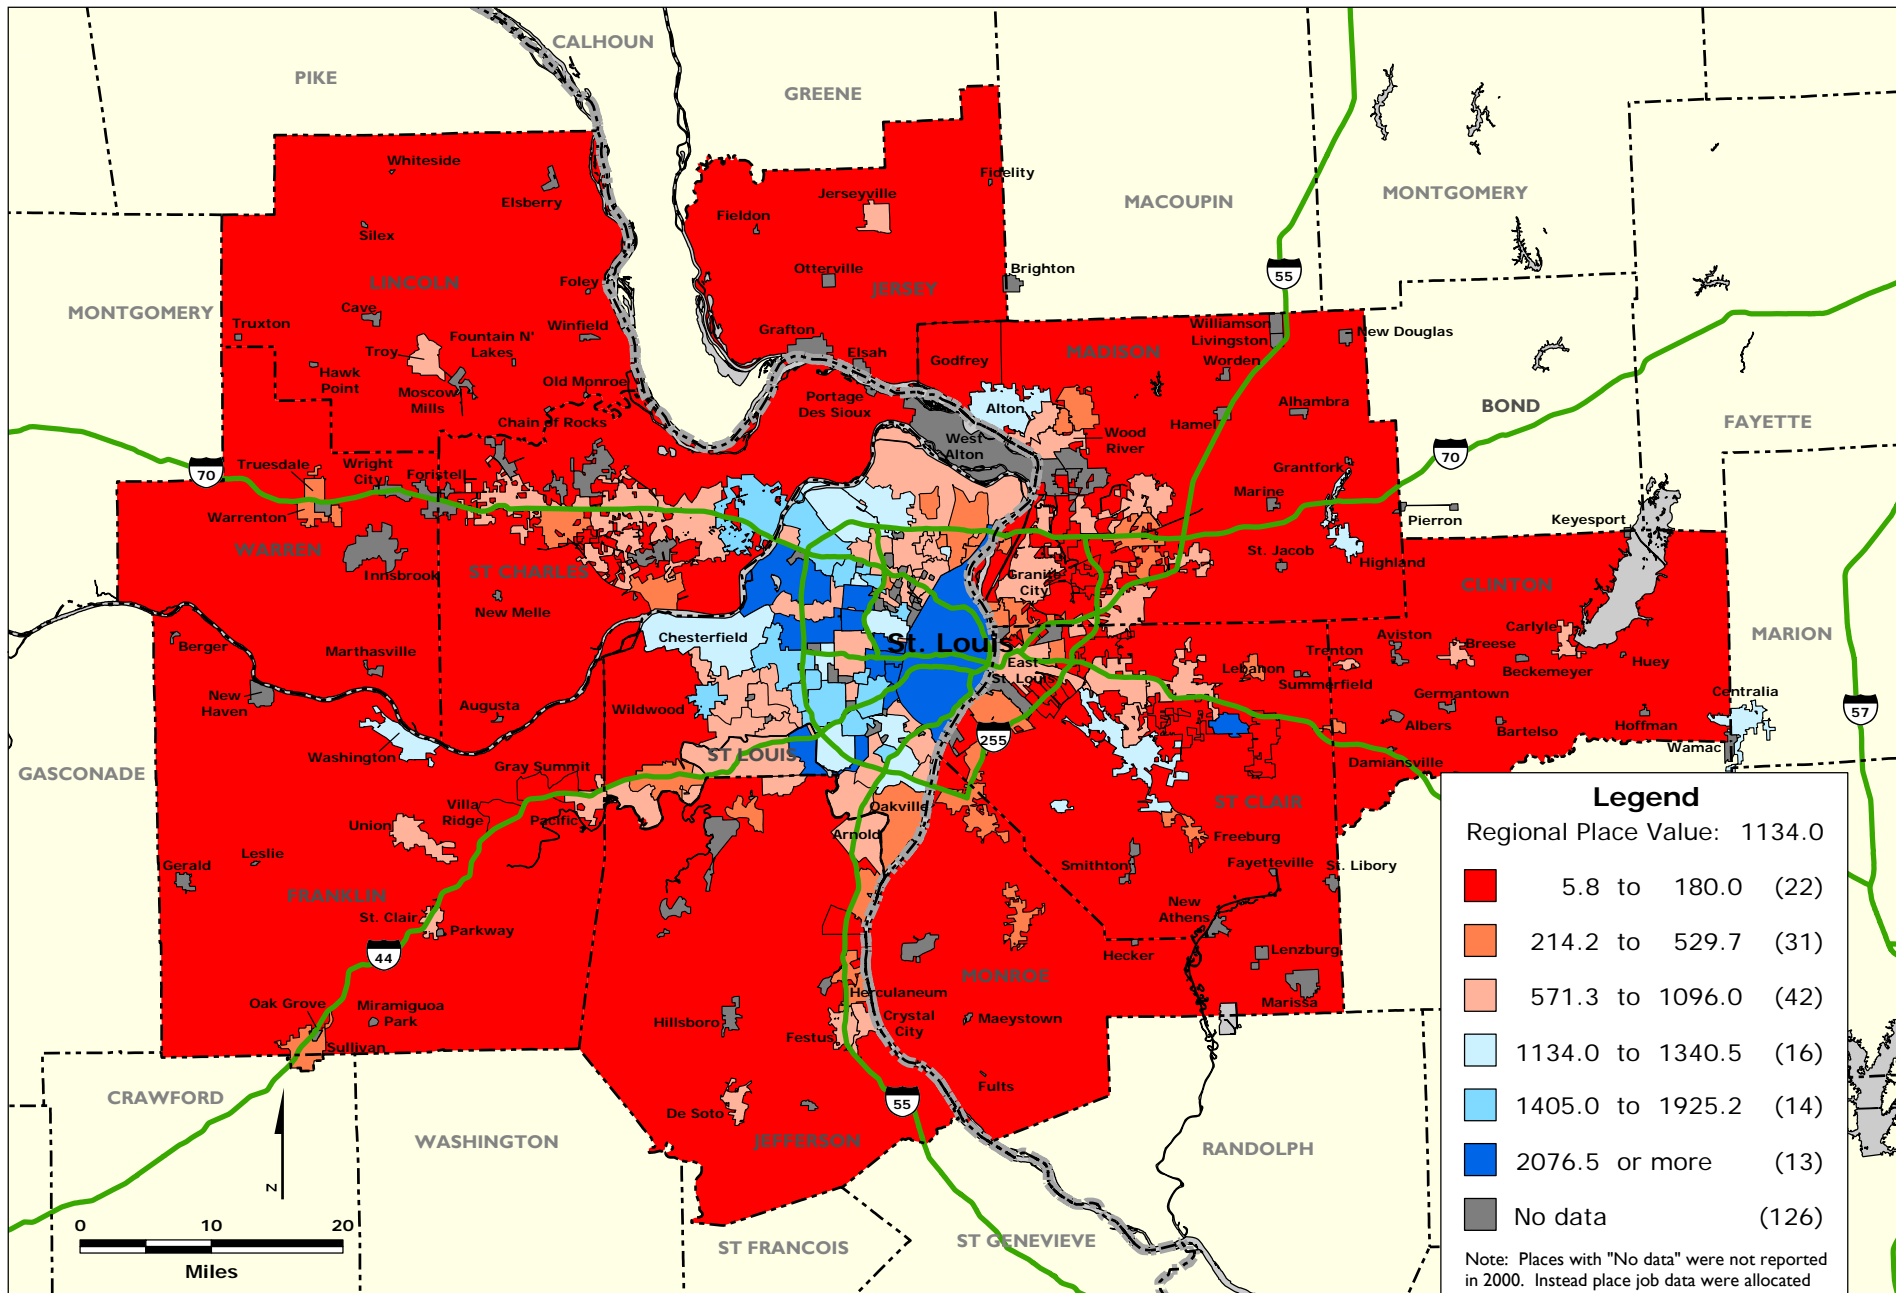 CALHOUN
PIKE
GREENE
MACOUPIN
MONTGOMERY
Whiteside
Elsberry
Silex
LINCOLN
Foley
Fidelity
Jerseyville
Fieldon
Otterville
JERSEY
Brighton
55
MONTGOMERY
Truxton
Cave
Fountain N'
Lakes
Troy
Winfield
Hawk
Point
Moscow
Mills
Old Monroe
Chain of Rocks
Grafton
Elsah
Godfrey
Portage
Des Sioux
MADISON
Williamson
Livingston
Worden
New Douglas
Alton
West
Alton
Wood
River
Hamel
Alhambra
BOND
FAYETTE
70
Truesdale
Wright
City
Foristell
Warrenton
WARREN
Innsbrook
ST CHARLES
New Melle
Grantfork
Marine
70
Pierron
Keyesport
St. Jacob
Highland
Granite
City
CLINTON
Berger
Marthasville
New
Haven
Augusta
Washington
Chesterfield
St. Louis
East
St. Louis
Wildwood
ST LOUIS
Lebanon
Trenton
Summerfield
Aviston
Breese
Carlyle
Beckemeyer
Huey
MARION
Germantown
Albers
Bartelso
Hoffman
Centralia
Wamac
57
Damiansville
255
GASCONADE
Gray Summit
Villa
Ridge
Pacific
Union
Gerald
Leslie
FRANKLIN
St. Clair
Parkway
44
Oak Grove
Miramiguoa
Park
Sullivan
Oakville
Arnold
ST CLAIR
Freeburg
Smithton
Fayetteville
St. Libory
New
Athens
Lenzburg
Hecker
Marissa
MONROE
Herculaneum
Crystal
City
Maeystown
Hillsboro
Festus
Fults
De Soto
55
JEFFERSON
CRAWFORD
WASHINGTON
ST FRANCOIS
ST GENEVIEVE
RANDOLPH
N
0 10 20
Miles
Legend
Regional Place Value: 1134.0
5.8 to 180.0 (22)
214.2 to 529.7 (31)
571.3 to 1096.0 (42)
1134.0 to 1340.5 (16)
1405.0 to 1925.2 (14)
2076.5 or more (13)
No data (126)
Note: Places with "No data" were not reported
in 2000. Instead place job data were allocated